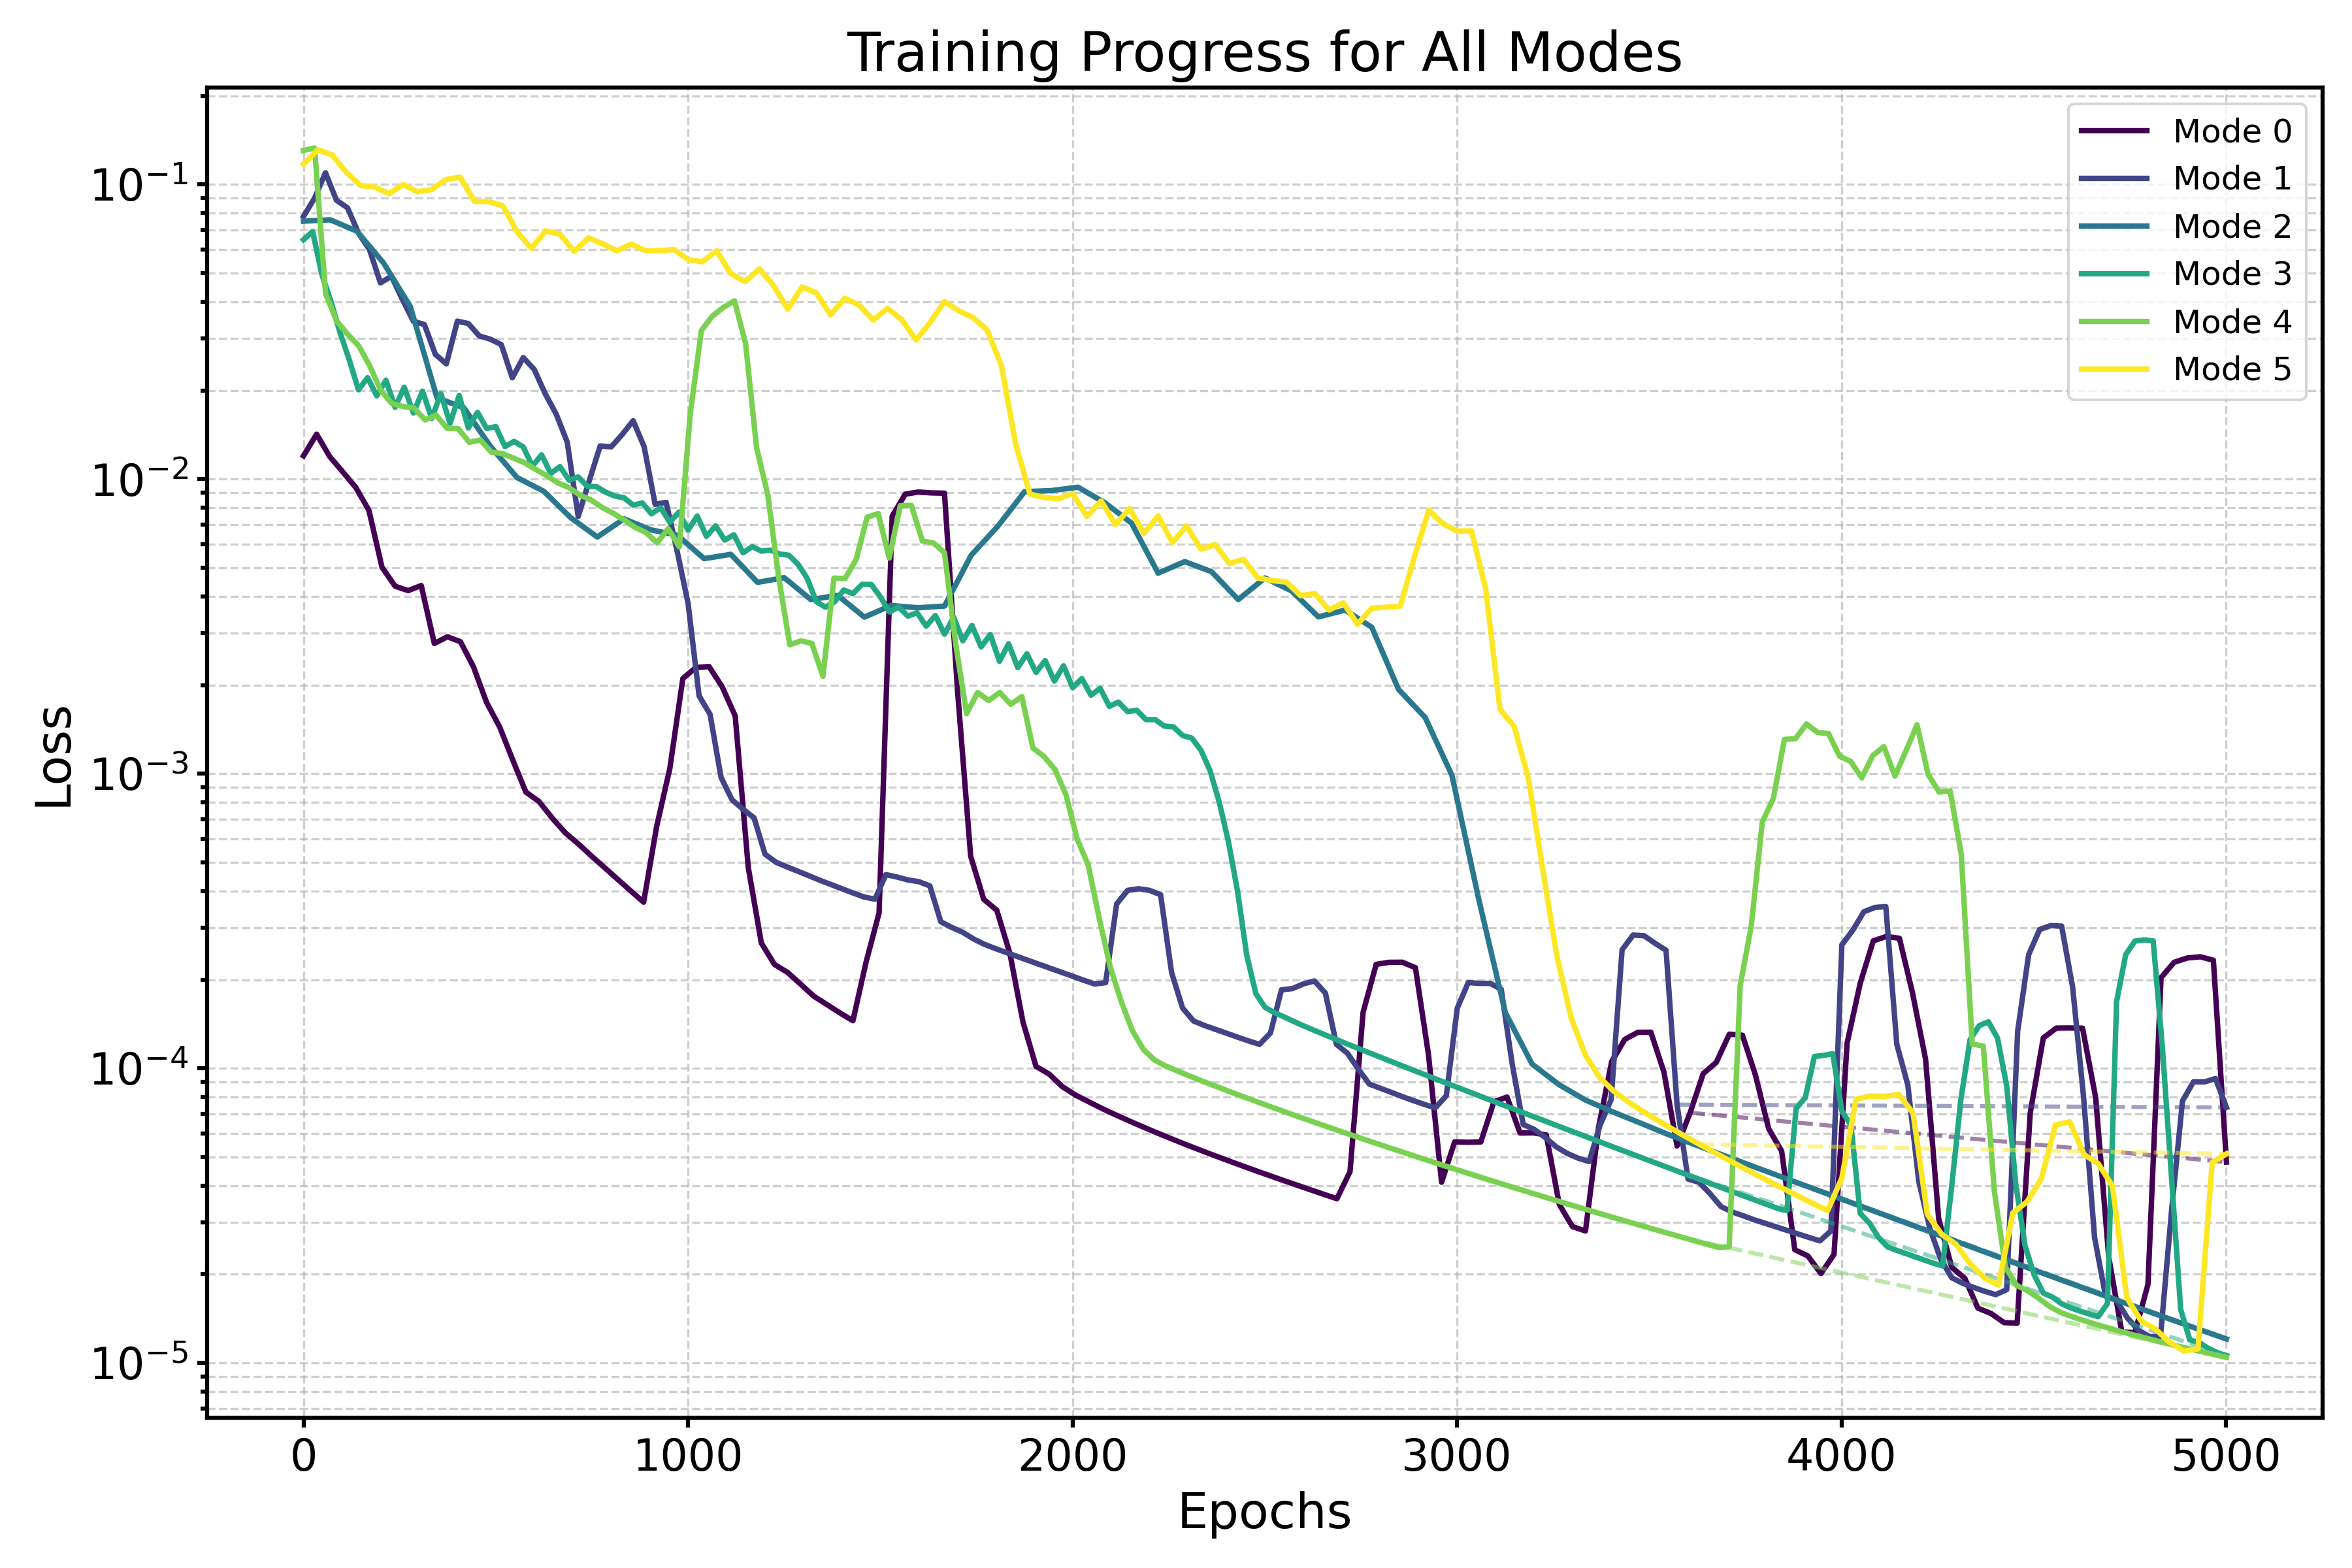 Training Progress for All Modes
Mode 0
Mode 1
Mode 2
Mode 3
Mode 4
Mode 5
Loss
10⁻¹
10⁻²
10⁻³
10⁻⁴
10⁻⁵
0 1000 2000 3000 4000 5000
Epochs